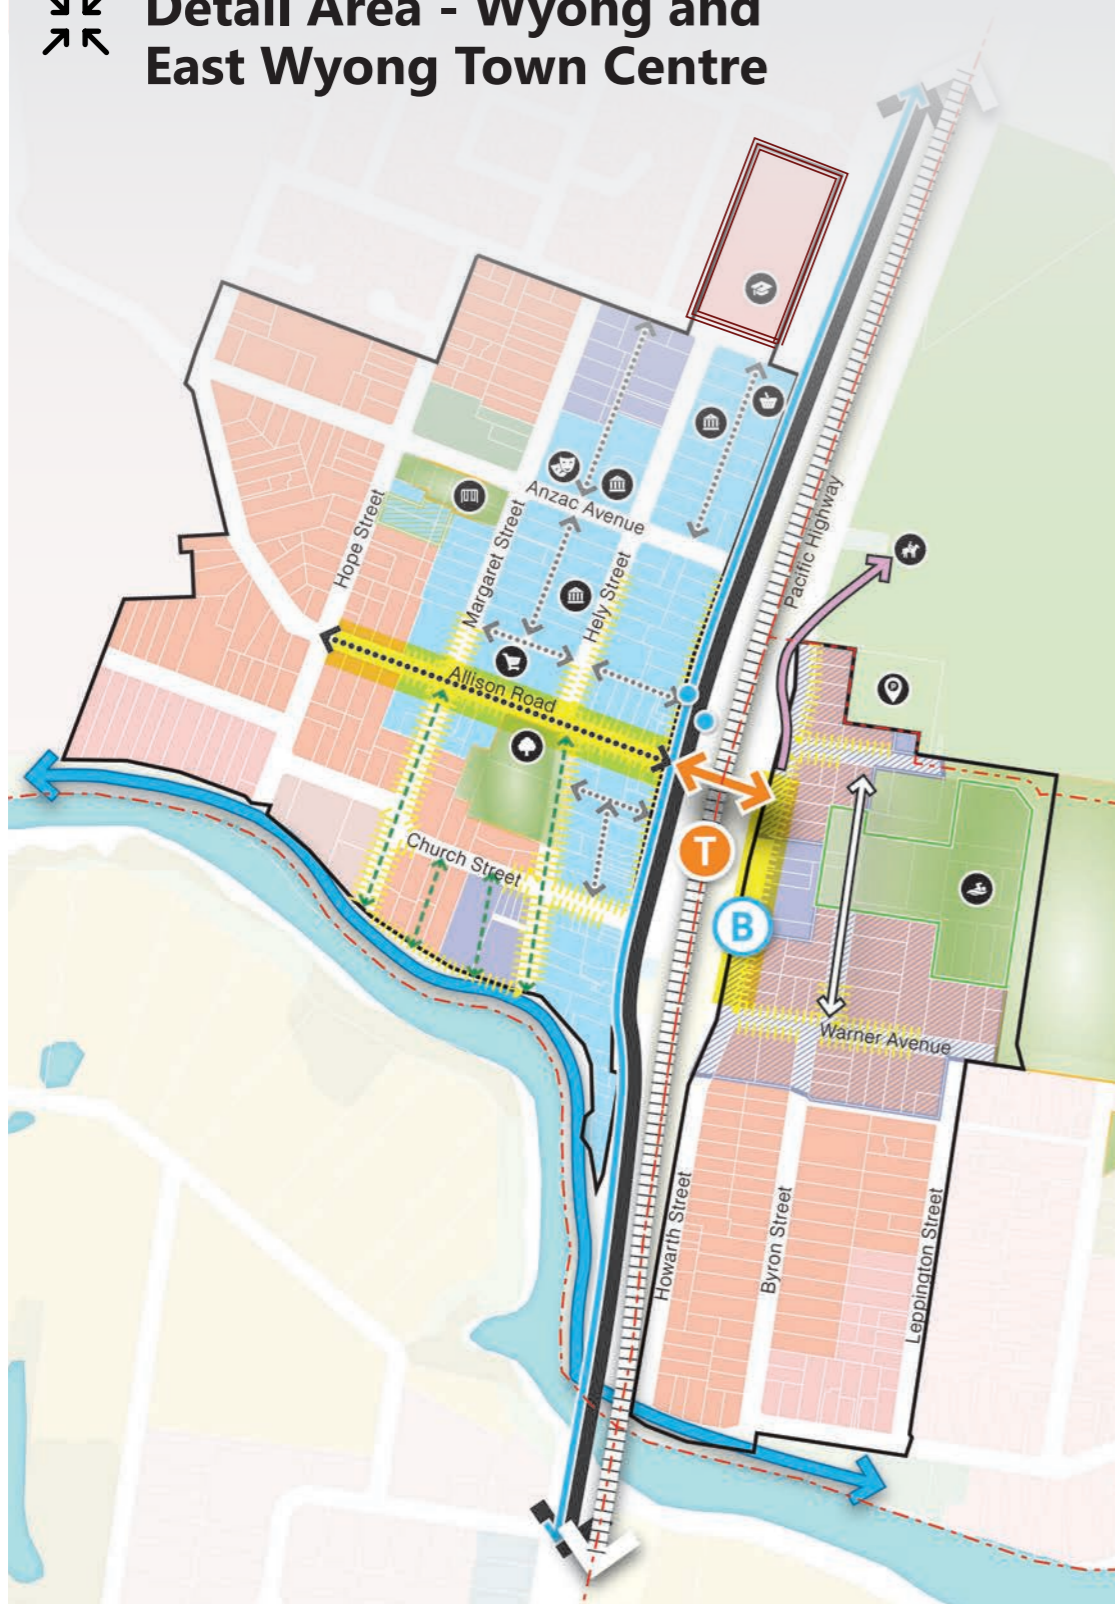 Detail Area - Wyong and
East Wyong Town Centre
Anzac Avenue
Hope Street
Margaret Street
Hely Street
Pacific Highway
Allison Road
Church Street
T
B
P
Warner Avenue
Howarth Street
Byron Street
Leppington Street